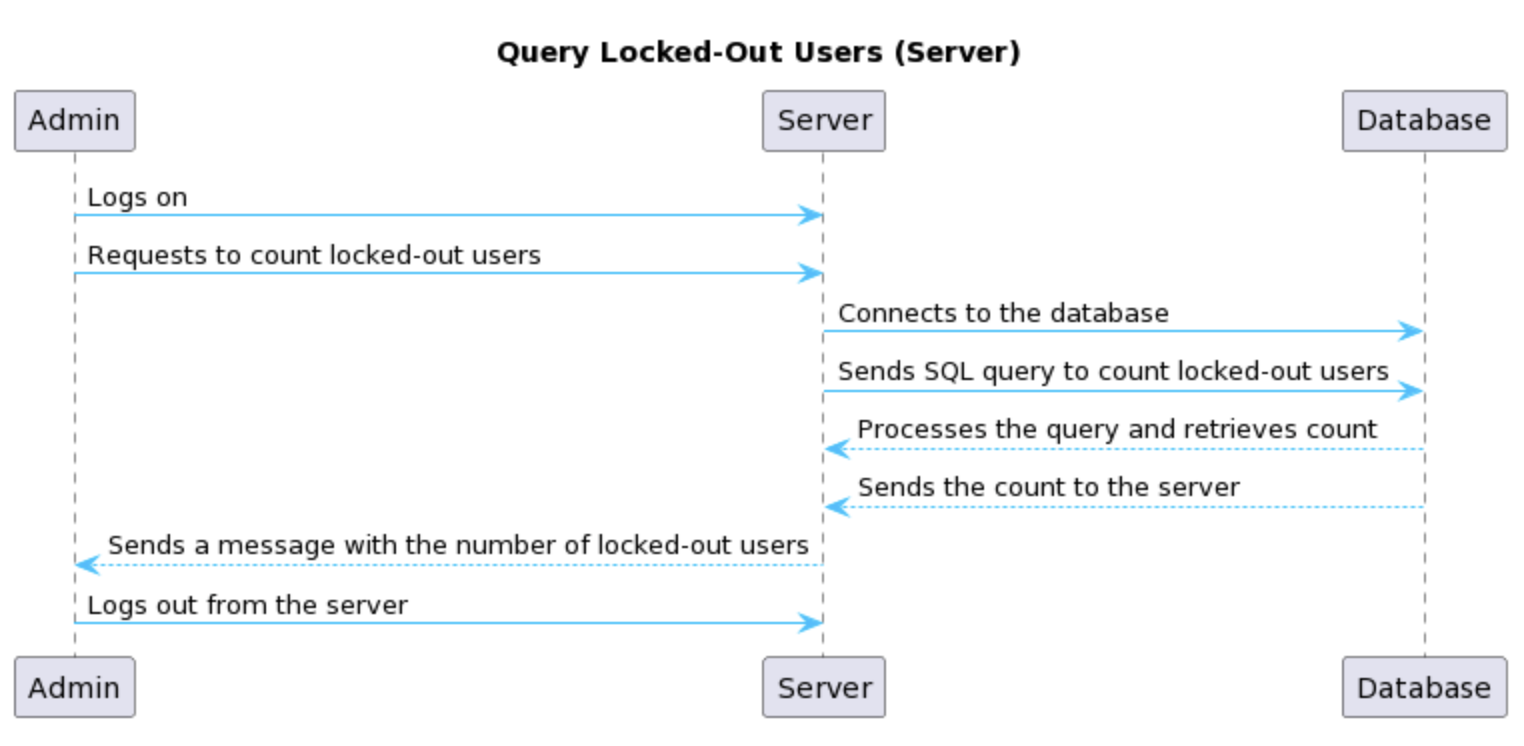 Query Locked-Out Users (Server)
Admin
Server
Database
Logs on
Requests to count locked-out users
Connects to the database
Sends SQL query to count locked-out users
Processes the query and retrieves count
Sends the count to the server
Sends a message with the number of locked-out users
Logs out from the server
Admin
Server
Database